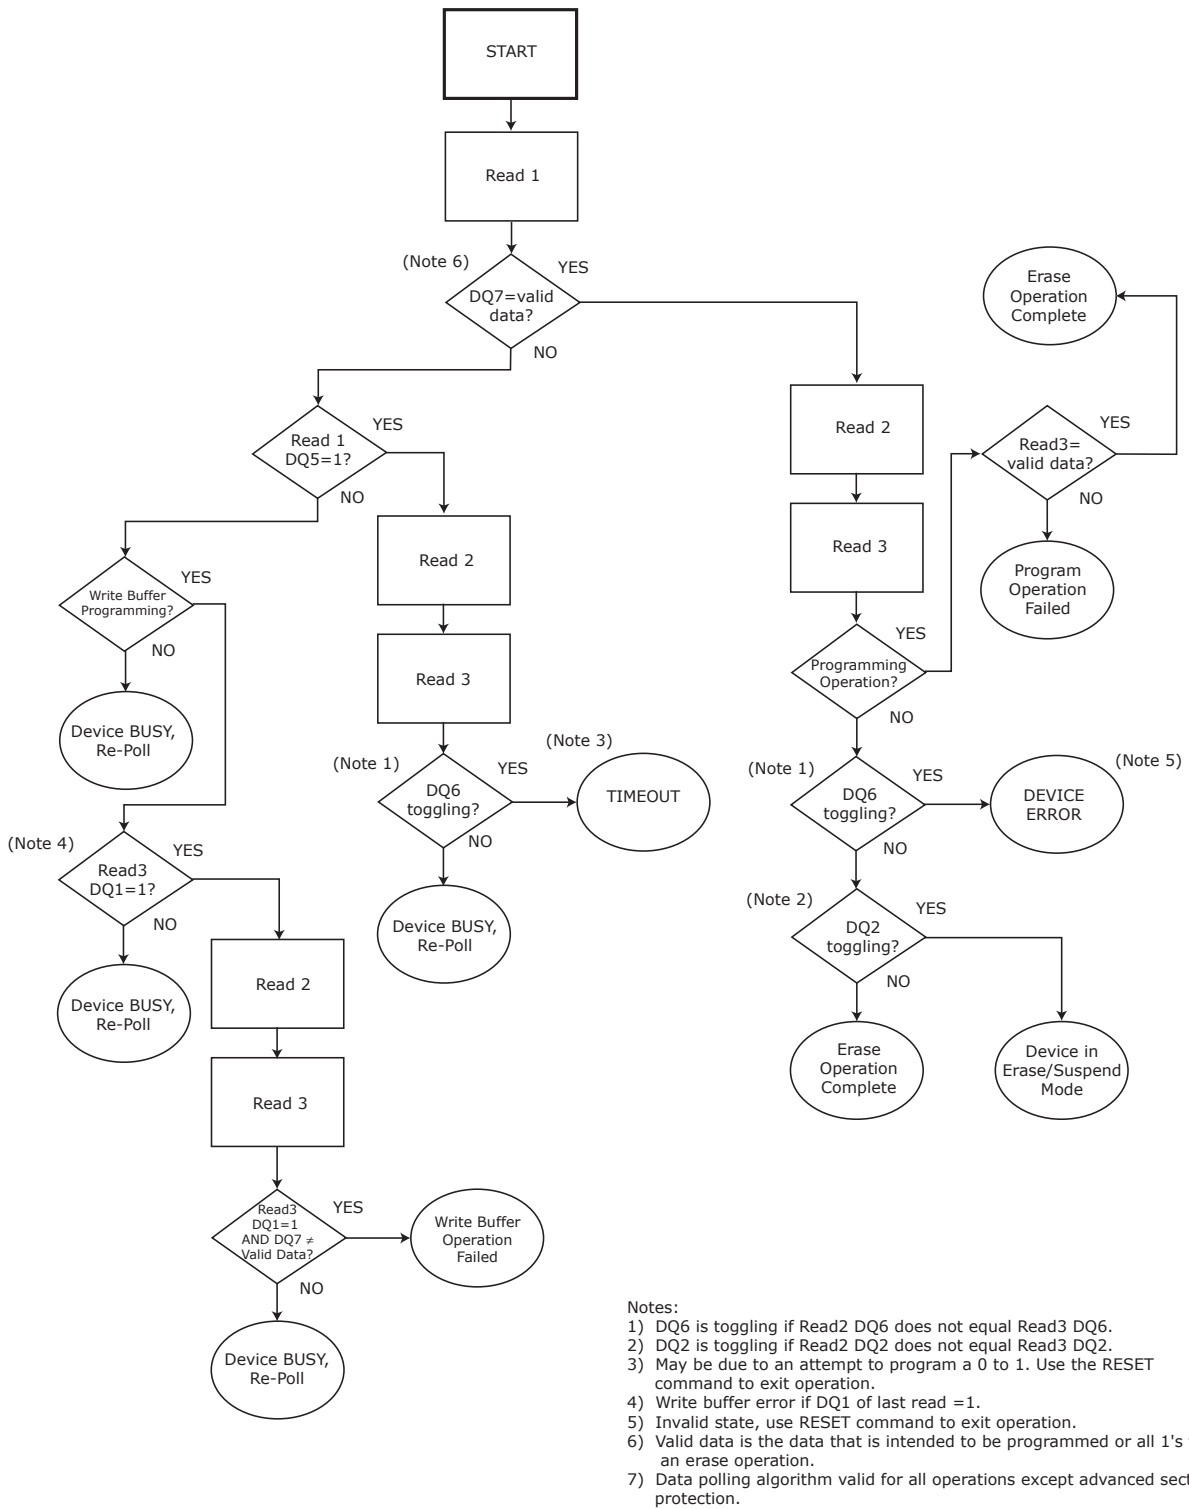 START
Read 1
(Note 6)
YES
DQ7=valid
data?
NO
Erase
Operation
Complete
Read 1
DQ5=1?
YES
NO
Read 2
Read3=
valid data?
YES
NO
Read 2
Read 3
Program
Operation
Failed
Write Buffer
Programming?
YES
NO
Read 3
Programming
Operation?
YES
NO
Device BUSY,
Re-Poll
(Note 1)
DQ6
toggling?
YES
NO
(Note 3)
TIMEOUT
(Note 1)
DQ6
toggling?
YES
NO
DEVICE
ERROR
(Note 5)
(Note 4)
Read3
DQ1=1?
YES
NO
Device BUSY,
Re-Poll
(Note 2)
DQ2
toggling?
YES
NO
Device BUSY,
Re-Poll
Read 2
Erase
Operation
Complete
Device in
Erase/Suspend
Mode
Read 3
Read3
DQ1=1
AND DQ7 ≠
Valid Data?
YES
NO
Write Buffer
Operation
Failed
Device BUSY,
Re-Poll
Notes:
1) DQ6 is toggling if Read2 DQ6 does not equal Read3 DQ6.
2) DQ2 is toggling if Read2 DQ2 does not equal Read3 DQ2.
3) May be due to an attempt to program a 0 to 1. Use the RESET
command to exit operation.
4) Write buffer error if DQ1 of last read =1.
5) Invalid state, use RESET command to exit operation.
6) Valid data is the data that is intended to be programmed or all 1's
an erase operation.
7) Data polling algorithm valid for all operations except advanced sect
protection.